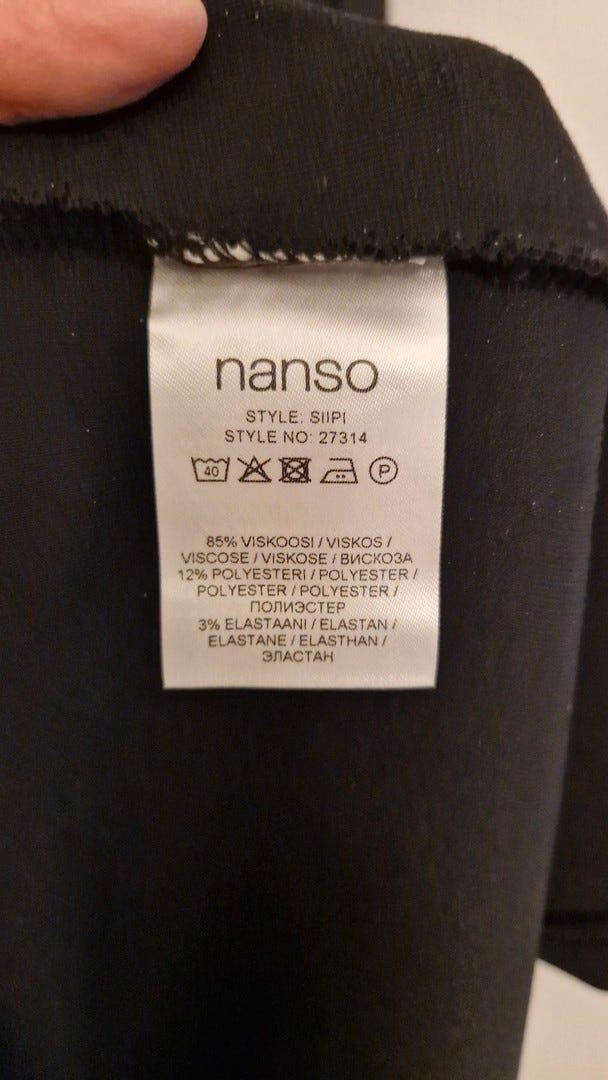 nanso
STYLE: SIIPI
STYLE NO: 27314
40 P
85% VISKOOSI / VISKOS /
VISCOSE / VISKOSE / ВИСКОЗА
12% POLYESTERI / POLYESTER /
POLYESTER / POLYESTER /
ПОЛИЭСТЕР
3% ELASTAANI / ELASTAN /
ELASTANE / ELASTHAN /
ЭЛАСТАН